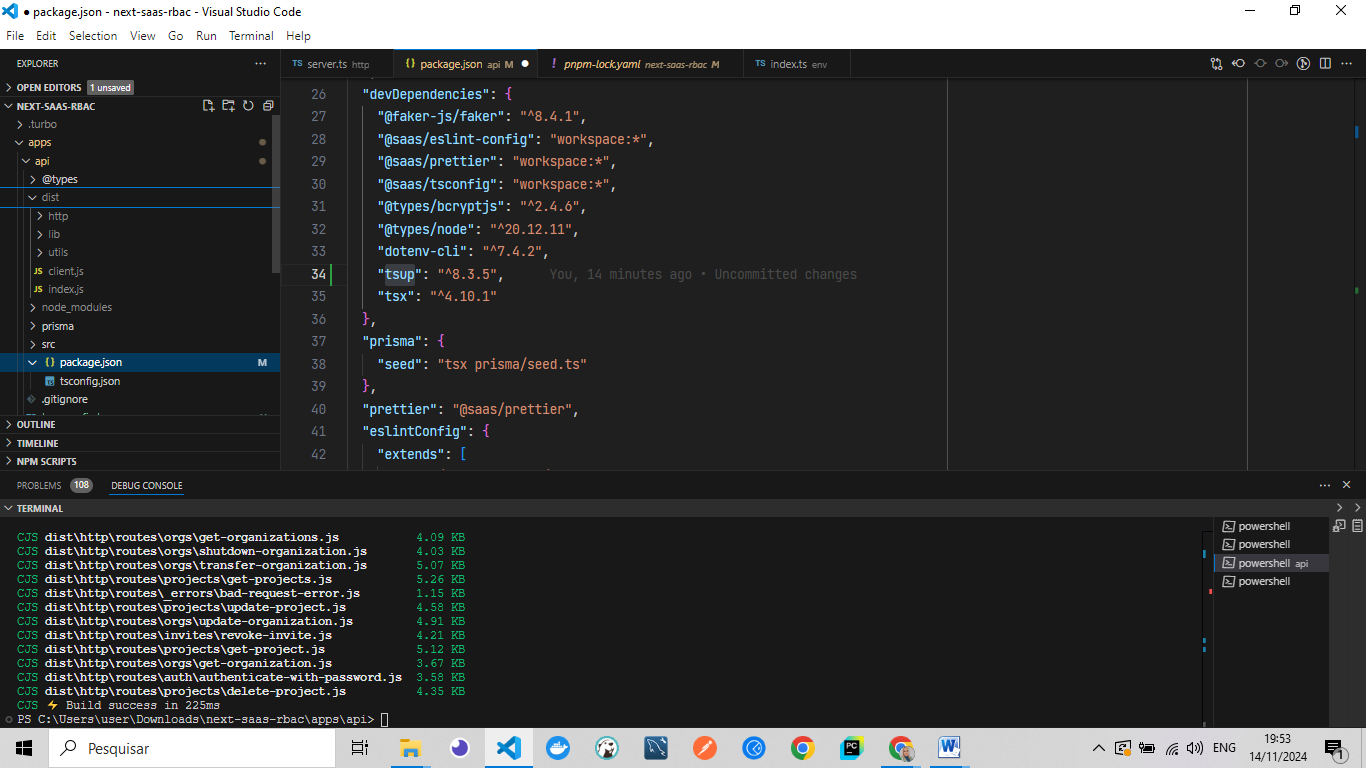 package.json - next-saas-rbac - Visual Studio Code
File Edit Selection View Go Run Terminal Help
EXPLORER
server.ts http
package.json api M
pnpm-lock.yaml next-saas-rbac M
index.ts env
OPEN EDITORS 1 unsaved
NEXT-SAAS-RBAC
.turbo
apps
api
@types
dist
http
lib
utils
JS client.js
JS index.js
node_modules
prisma
src
package.json M
tsconfig.json
.gitignore
OUTLINE
TIMELINE
NPM SCRIPTS
26 "devDependencies": {
27 "@faker-js/faker": "^8.4.1",
28 "@saas/eslint-config": "workspace:*",
29 "@saas/prettier": "workspace:*",
30 "@saas/tsconfig": "workspace:*",
31 "@types/bcryptjs": "^2.4.6",
32 "@types/node": "^20.12.11",
33 "dotenv-cli": "^7.4.2",
34 "tsup": "^8.3.5", You, 14 minutes ago • Uncommitted changes
35 "tsx": "^4.10.1"
36 },
37 "prisma": {
38 "seed": "tsx prisma/seed.ts"
39 },
40 "prettier": "@saas/prettier",
41 "eslintConfig": {
42 "extends": [
PROBLEMS 108 DEBUG CONSOLE
TERMINAL
CJS dist\http\routes\orgs\get-organizations.js 4.09 KB
CJS dist\http\routes\orgs\shutdown-organization.js 4.03 KB
CJS dist\http\routes\orgs\transfer-organization.js 5.07 KB
CJS dist\http\routes\projects\get-projects.js 5.26 KB
CJS dist\http\routes\_errors\bad-request-error.js 1.15 KB
CJS dist\http\routes\projects\update-project.js 4.58 KB
CJS dist\http\routes\orgs\update-organization.js 4.91 KB
CJS dist\http\routes\invites\revoke-invite.js 4.21 KB
CJS dist\http\routes\projects\get-project.js 5.12 KB
CJS dist\http\routes\orgs\get-organization.js 3.67 KB
CJS dist\http\routes\auth\authenticate-with-password.js 3.58 KB
CJS dist\http\routes\projects\delete-project.js 4.35 KB
CJS ⚡ Build success in 225ms
PS C:\Users\user\Downloads\next-saas-rbac\apps\api>
powershell
powershell
powershell api
powershell
Pesquisar
ENG
19:53
14/11/2024
1